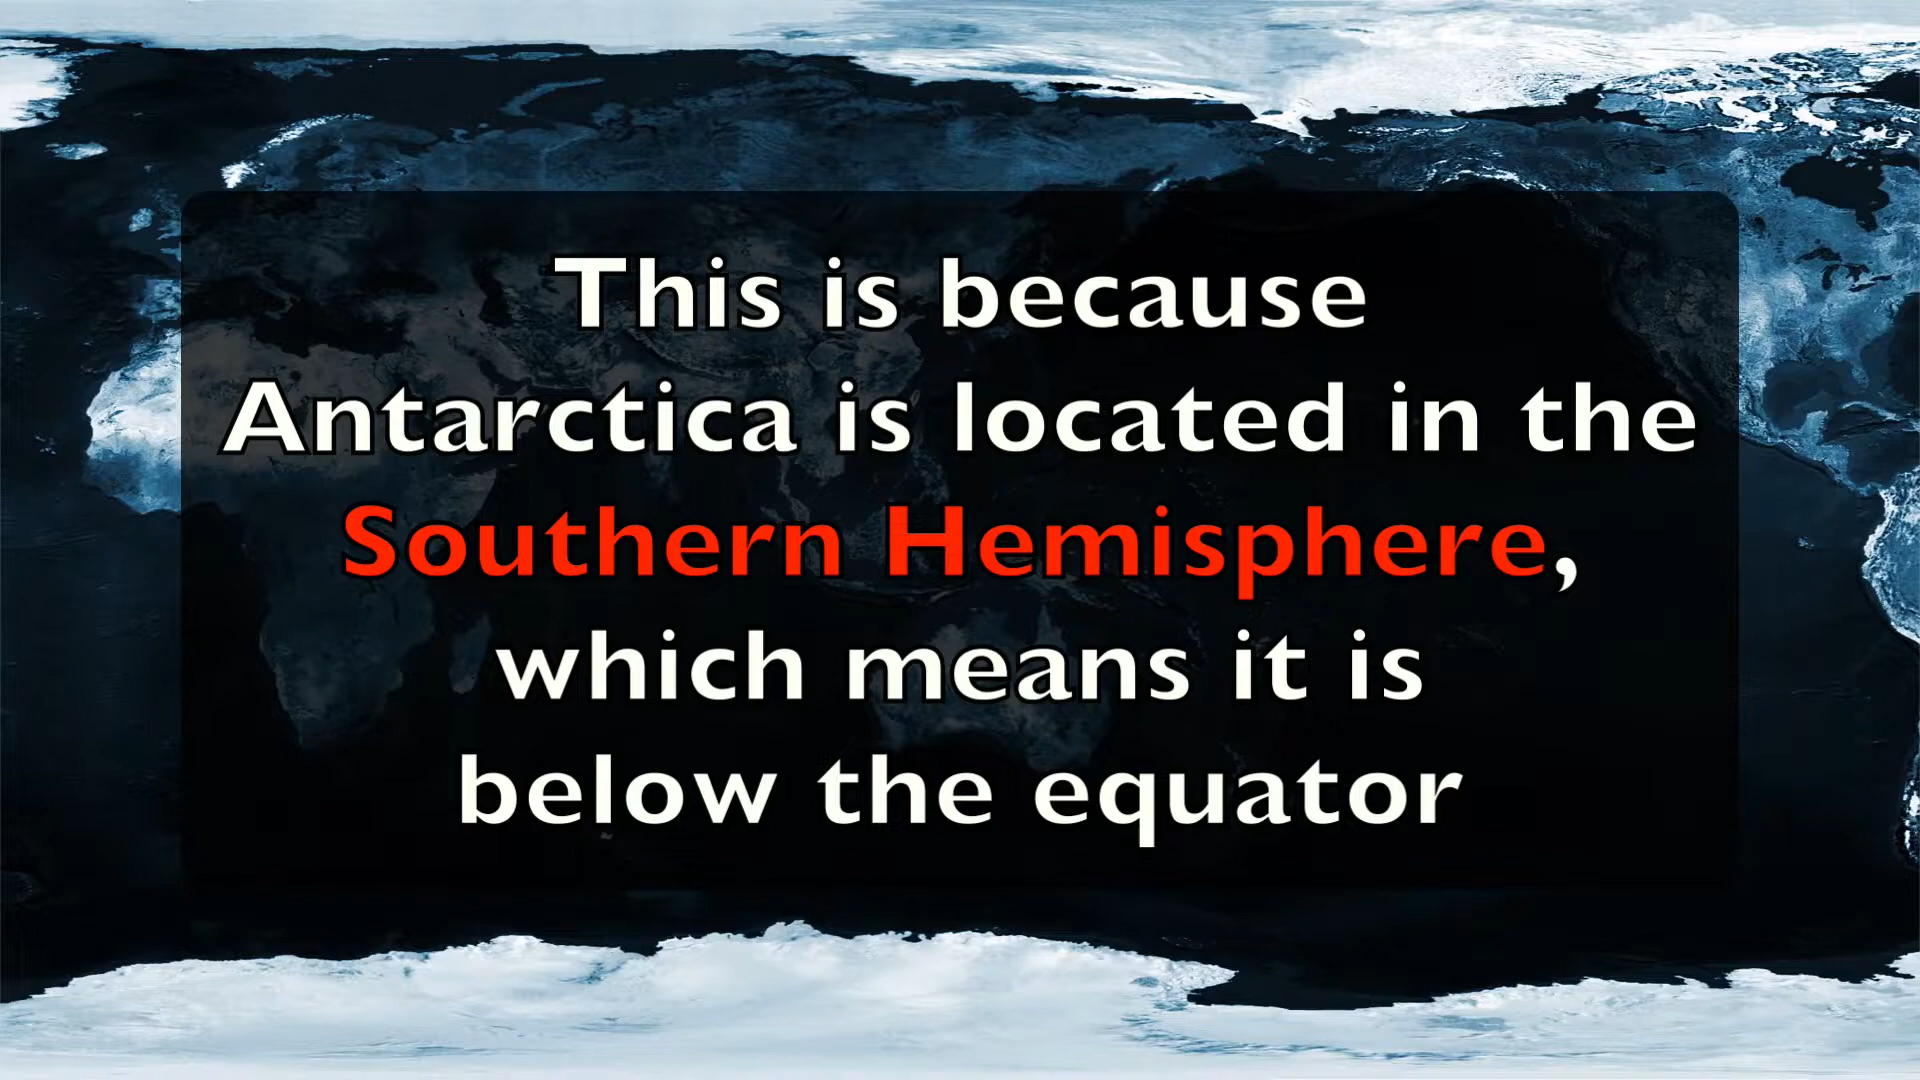 This is because
Antarctica is located in the
Southern Hemisphere,
which means it is
below the equator